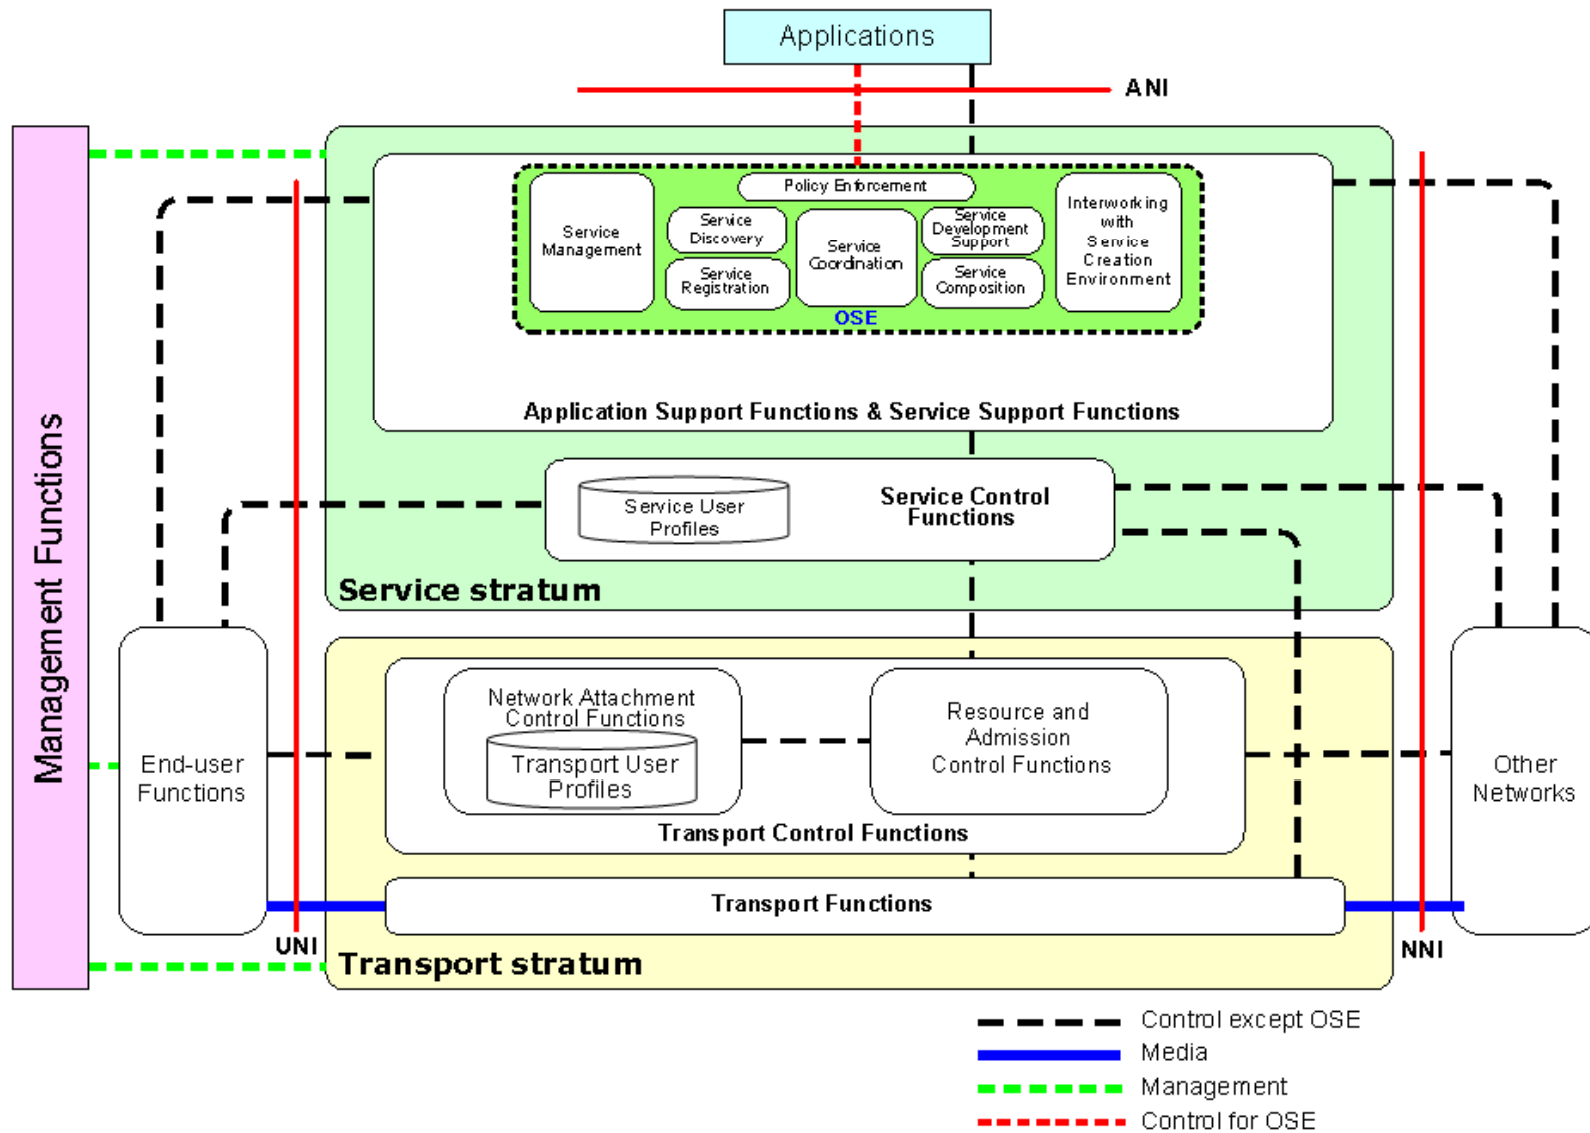 Applications
ANI
Management Functions
Policy Enforcement
Service
Management
Service
Discovery
Service
Registration
Service
Coordination
Service
Development
Support
Service
Composition
Interworking
with
Service
Creation
Environment
OSE
Application Support Functions & Service Support Functions
Service User
Profiles
Service Control
Functions
Service stratum
Network Attachment
Control Functions
Transport User
Profiles
Resource and
Admission
Control Functions
Transport Control Functions
End-user
Functions
Other
Networks
Transport Functions
UNI
NNI
Transport stratum
Control except OSE
Media
Management
Control for OSE